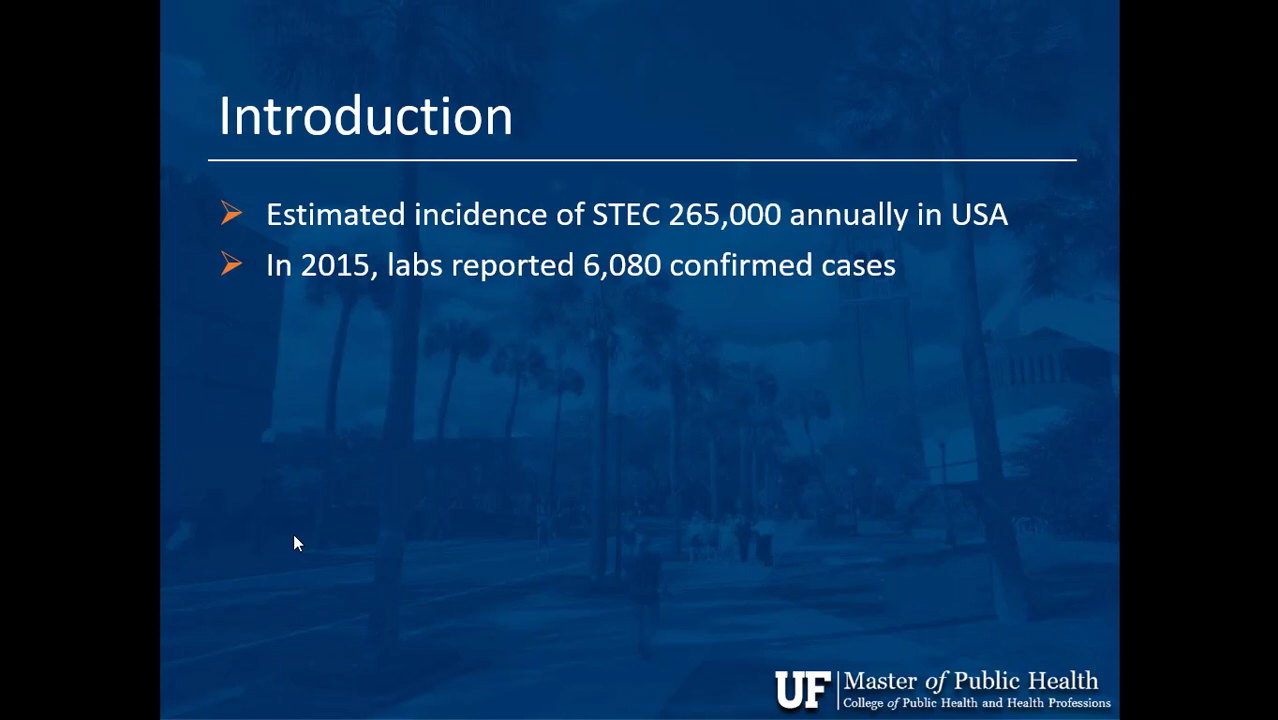 Introduction
Estimated incidence of STEC 265,000 annually in USA
In 2015, labs reported 6,080 confirmed cases
UF Master of Public Health
College of Public Health and Health Professions